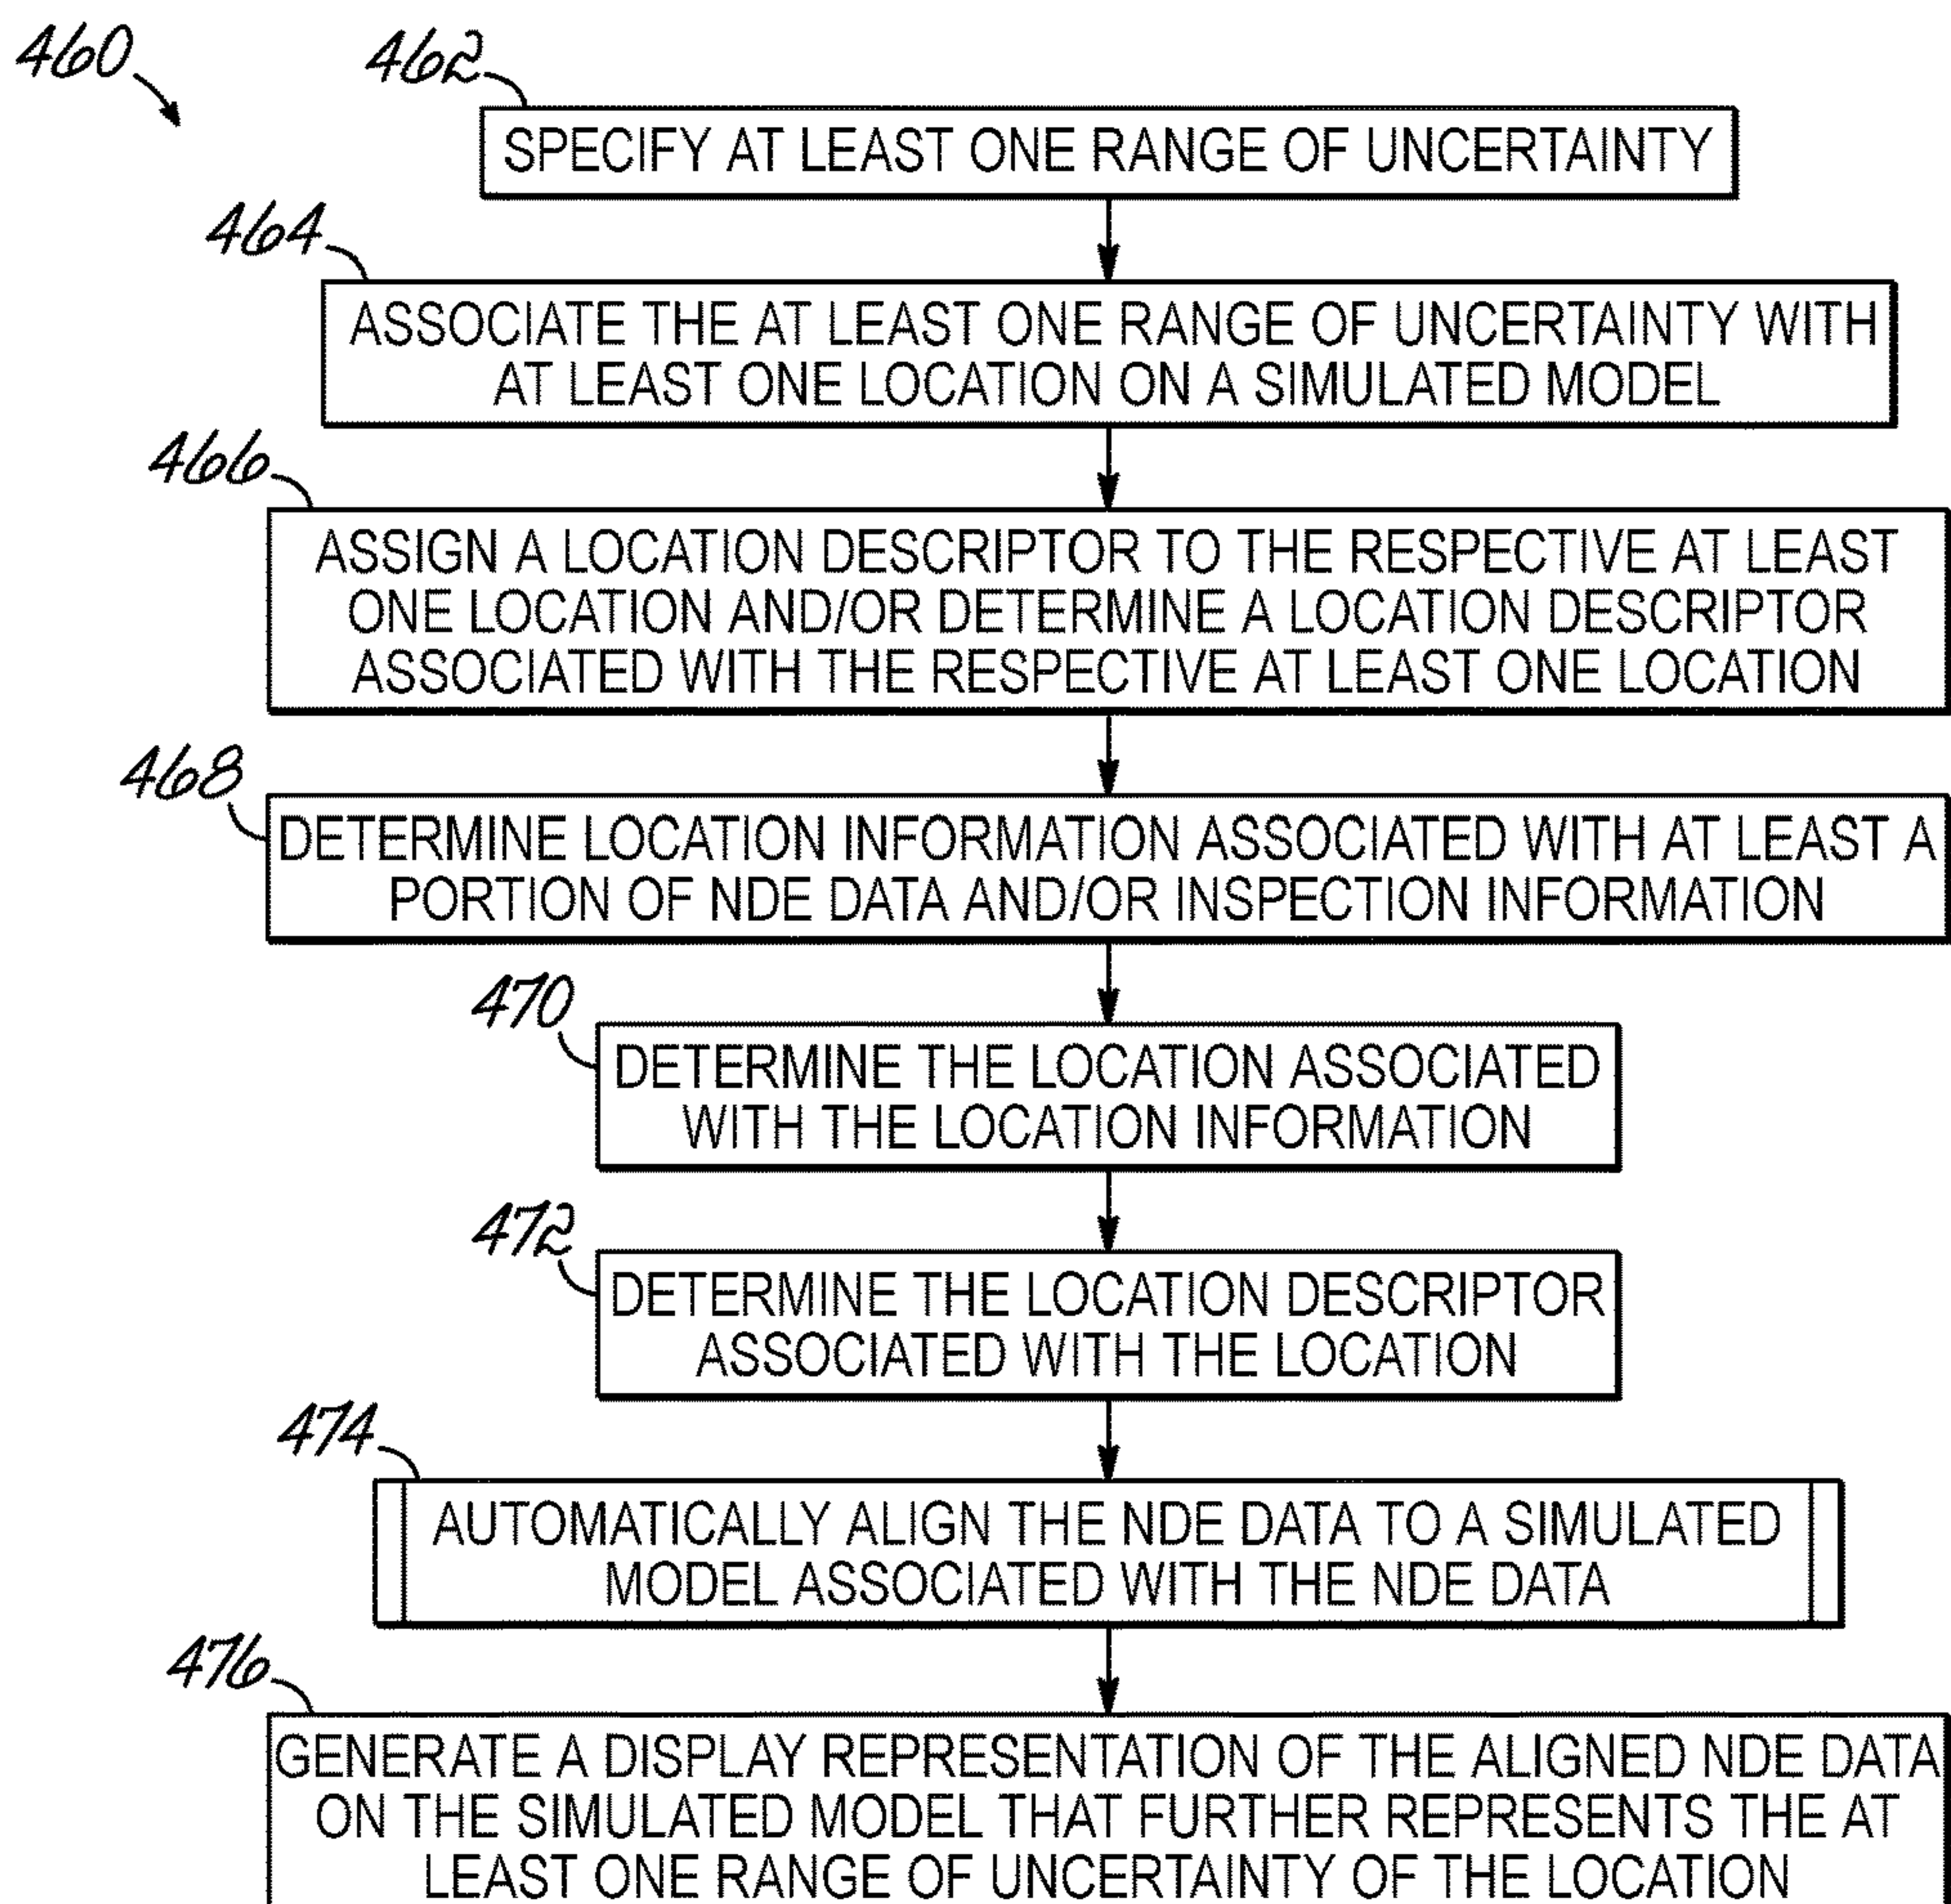 460
462
SPECIFY AT LEAST ONE RANGE OF UNCERTAINTY
464
ASSOCIATE THE AT LEAST ONE RANGE OF UNCERTAINTY WITH
AT LEAST ONE LOCATION ON A SIMULATED MODEL
466
ASSIGN A LOCATION DESCRIPTOR TO THE RESPECTIVE AT LEAST
ONE LOCATION AND/OR DETERMINE A LOCATION DESCRIPTOR
ASSOCIATED WITH THE RESPECTIVE AT LEAST ONE LOCATION
468
DETERMINE LOCATION INFORMATION ASSOCIATED WITH AT LEAST A
PORTION OF NDE DATA AND/OR INSPECTION INFORMATION
470
DETERMINE THE LOCATION ASSOCIATED
WITH THE LOCATION INFORMATION
472
DETERMINE THE LOCATION DESCRIPTOR
ASSOCIATED WITH THE LOCATION
474
AUTOMATICALLY ALIGN THE NDE DATA TO A SIMULATED
MODEL ASSOCIATED WITH THE NDE DATA
476
GENERATE A DISPLAY REPRESENTATION OF THE ALIGNED NDE DATA
ON THE SIMULATED MODEL THAT FURTHER REPRESENTS THE AT
LEAST ONE RANGE OF UNCERTAINTY OF THE LOCATION